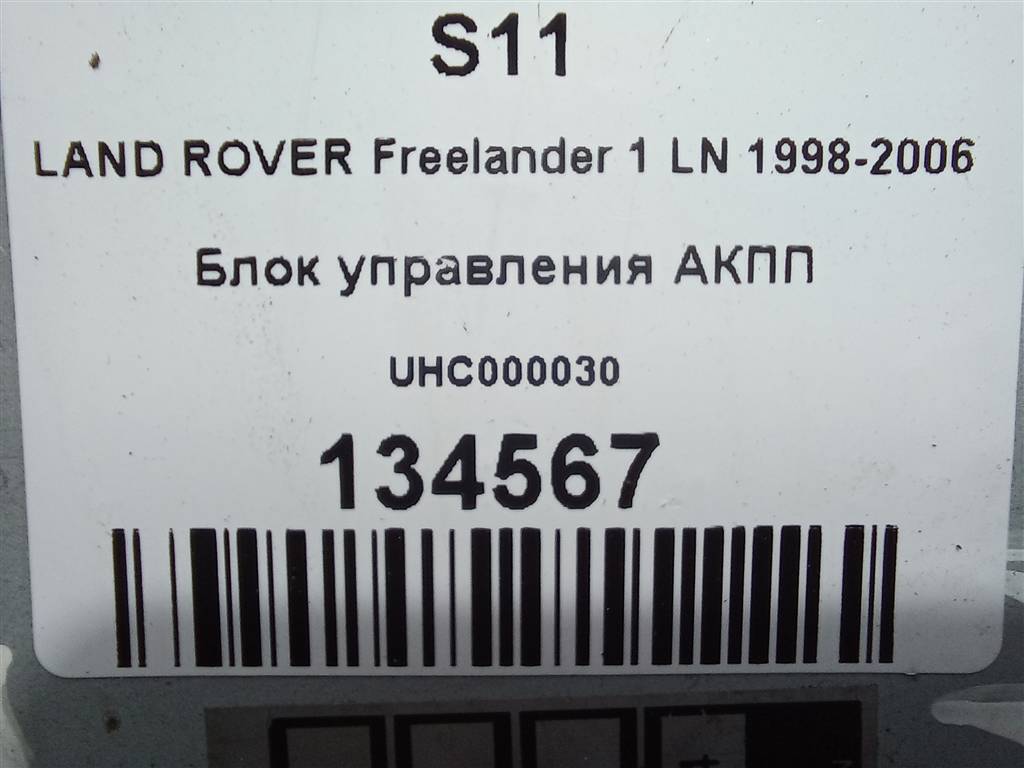 S11
LAND ROVER Freelander 1 LN 1998-2006
Блок управления АКПП
UHC000030
134567